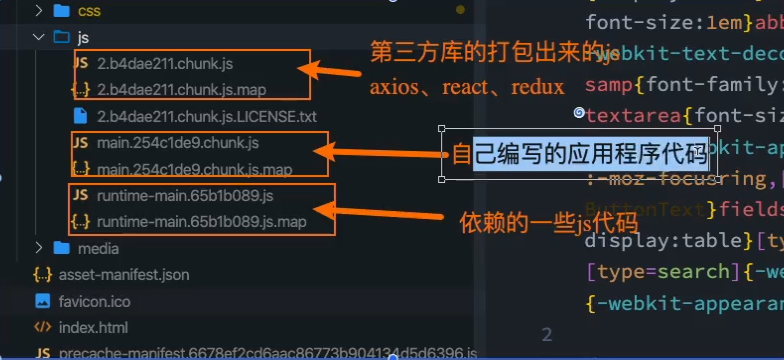 css
js
JS 2.b4dae211.chunk.js
{..} 2.b4dae211.chunk.js.map
2.b4dae211.chunk.js.LICENSE.txt
JS main.254c1de9.chunk.js
{..} main.254c1de9.chunk.js.map
JS runtime-main.65b1b089.js
{..} runtime-main.65b1b089.js.map
media
{..} asset-manifest.json
favicon.ico
<> index.html
JS precache-manifest.6678ef2cd6aac86773b904134d5d6396.js
第三方库的打包出来的js
axios、react、redux
自己编写的应用程序代码
依赖的一些js代码
font-size:1em}abb
-webkit-text-deco
samp{font-family:
textarea{font-siz
:-moz-focusring,
ButtonText}fields
display:table}[ty
[type=search]{-we
{-webkit-appearan
2